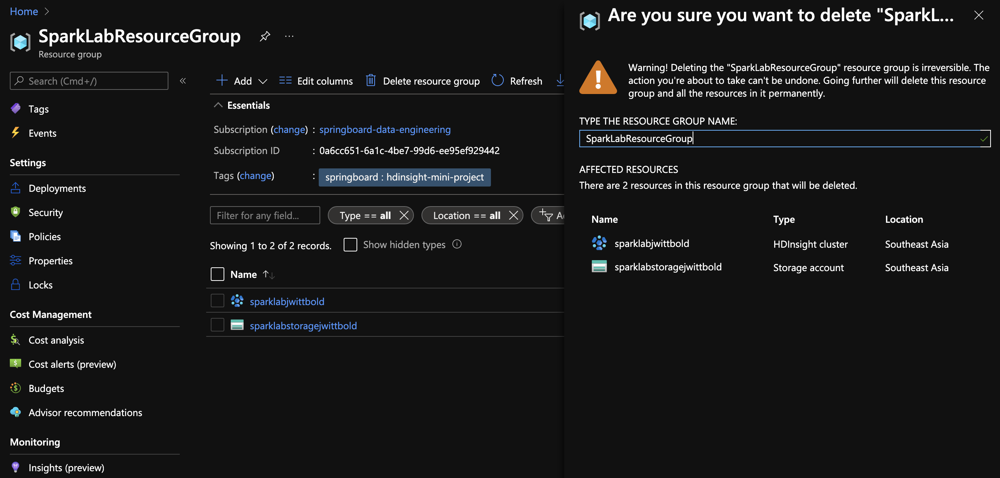 Home
SparkLabResourceGroup
Resource group
Search (Cmd+/)
Tags
Events
Settings
Deployments
Security
Policies
Properties
Locks
Cost Management
Cost analysis
Cost alerts (preview)
Budgets
Advisor recommendations
Monitoring
Insights (preview)
Add Edit columns Delete resource group Refresh
Essentials
Subscription (change) : springboard-data-engineering
Subscription ID : 0a6cc651-6a1c-4be7-99d6-ee95ef929442
Tags (change) : springboard : hdinsight-mini-project
Filter for any field... Type == all Location == all
Showing 1 to 2 of 2 records. Show hidden types
Name
sparklabjwittbold
sparklabstoragejwittbold
Are you sure you want to delete "SparkL...
Warning! Deleting the "SparkLabResourceGroup" resource group is irreversible. The
action you're about to take can't be undone. Going further will delete this resource
group and all the resources in it permanently.
TYPE THE RESOURCE GROUP NAME:
SparkLabResourceGroup
AFFECTED RESOURCES
There are 2 resources in this resource group that will be deleted.
Name Type Location
sparklabjwittbold HDInsight cluster Southeast Asia
sparklabstoragejwittbold Storage account Southeast Asia